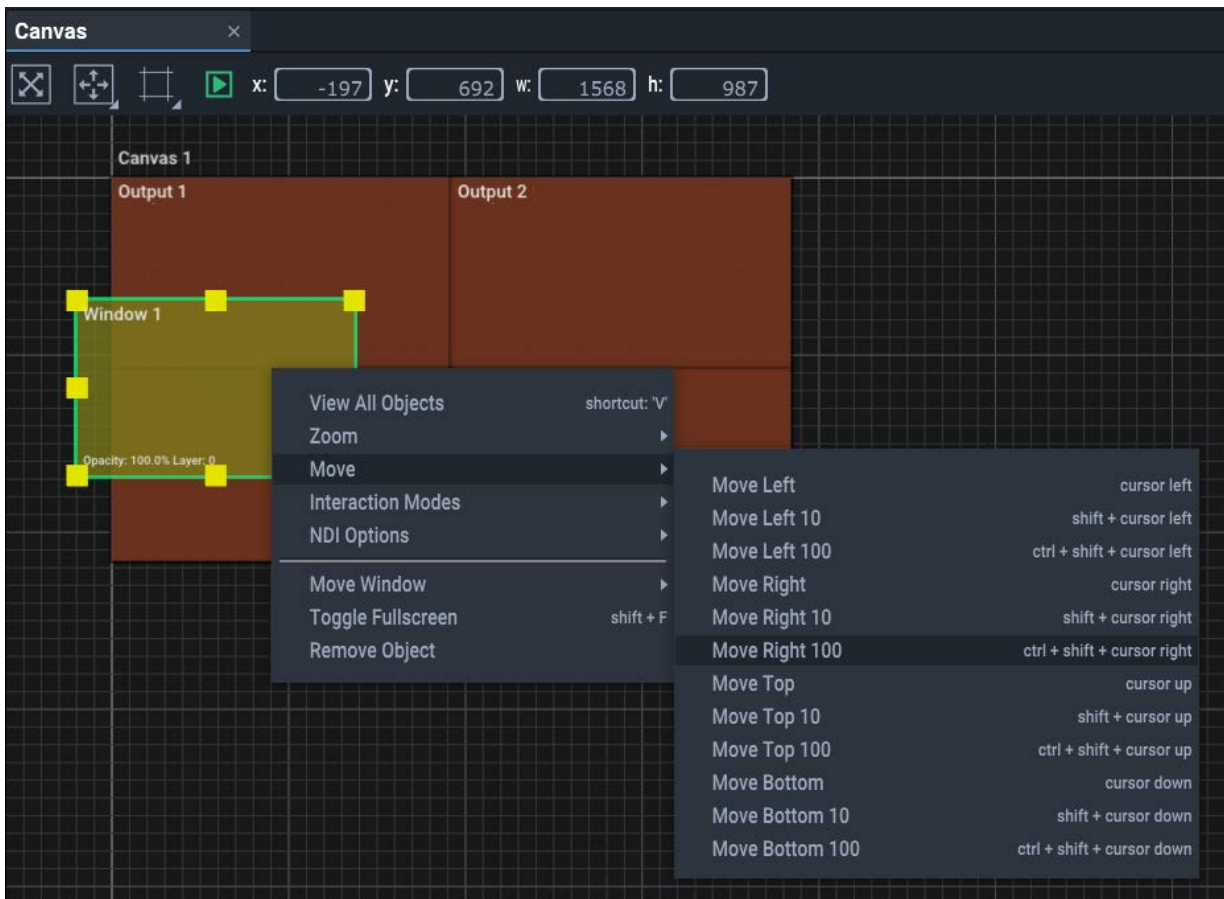 Canvas ×
x: -197 y: 692 w: 1568 h: 987
Canvas 1
Output 1 Output 2
Window 1
Opacity: 100.0% Layer: 0
View All Objects shortcut: 'V'
Zoom
Move
Interaction Modes
NDI Options
Move Window
Toggle Fullscreen shift + F
Remove Object
Move Left cursor left
Move Left 10 shift + cursor left
Move Left 100 ctrl + shift + cursor left
Move Right cursor right
Move Right 10 shift + cursor right
Move Right 100 ctrl + shift + cursor right
Move Top cursor up
Move Top 10 shift + cursor up
Move Top 100 ctrl + shift + cursor up
Move Bottom cursor down
Move Bottom 10 shift + cursor down
Move Bottom 100 ctrl + shift + cursor down